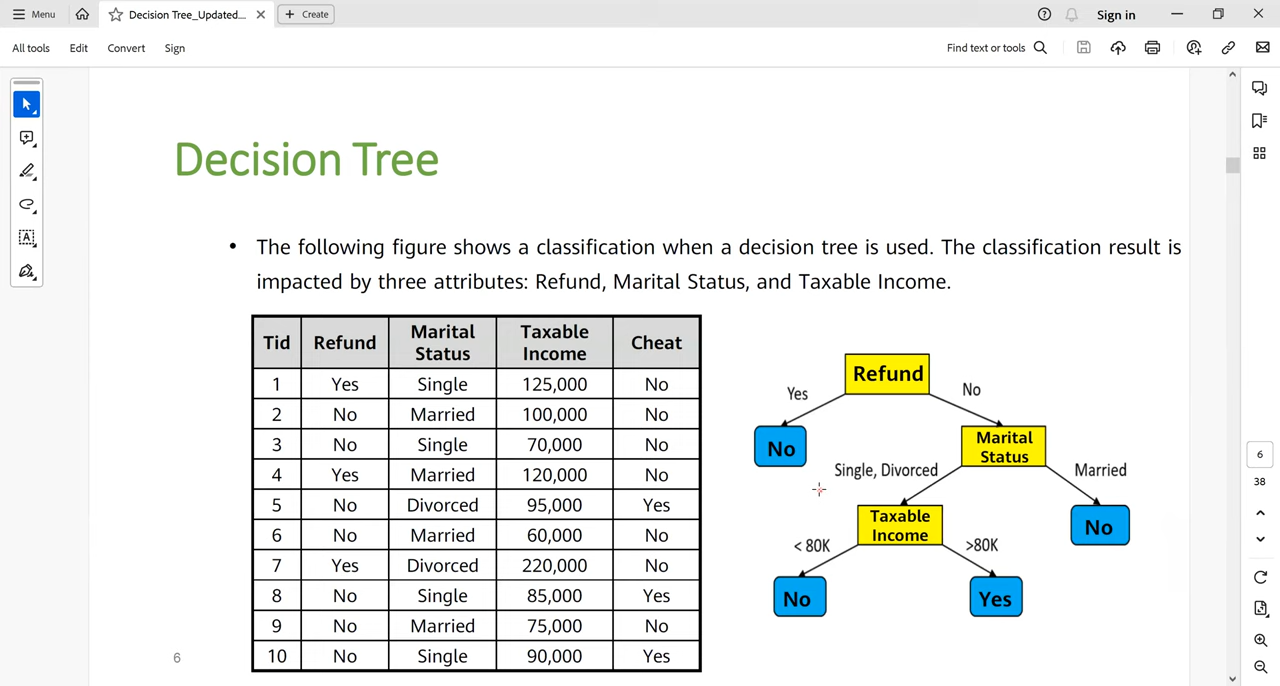 Menu
Decision Tree_Updated...
+ Create
Sign in
All tools Edit Convert Sign
Find text or tools
Decision Tree
• The following figure shows a classification when a decision tree is used. The classification result is
impacted by three attributes: Refund, Marital Status, and Taxable Income.
Tid Refund Marital Status Taxable Income Cheat
1 Yes Single 125,000 No
2 No Married 100,000 No
3 No Single 70,000 No
4 Yes Married 120,000 No
5 No Divorced 95,000 Yes
6 No Married 60,000 No
7 Yes Divorced 220,000 No
8 No Single 85,000 Yes
9 No Married 75,000 No
10 No Single 90,000 Yes
Refund
Yes No
No
Marital
Status
Single, Divorced Married
Taxable
Income
No
< 80K >80K
No Yes
6
6
38